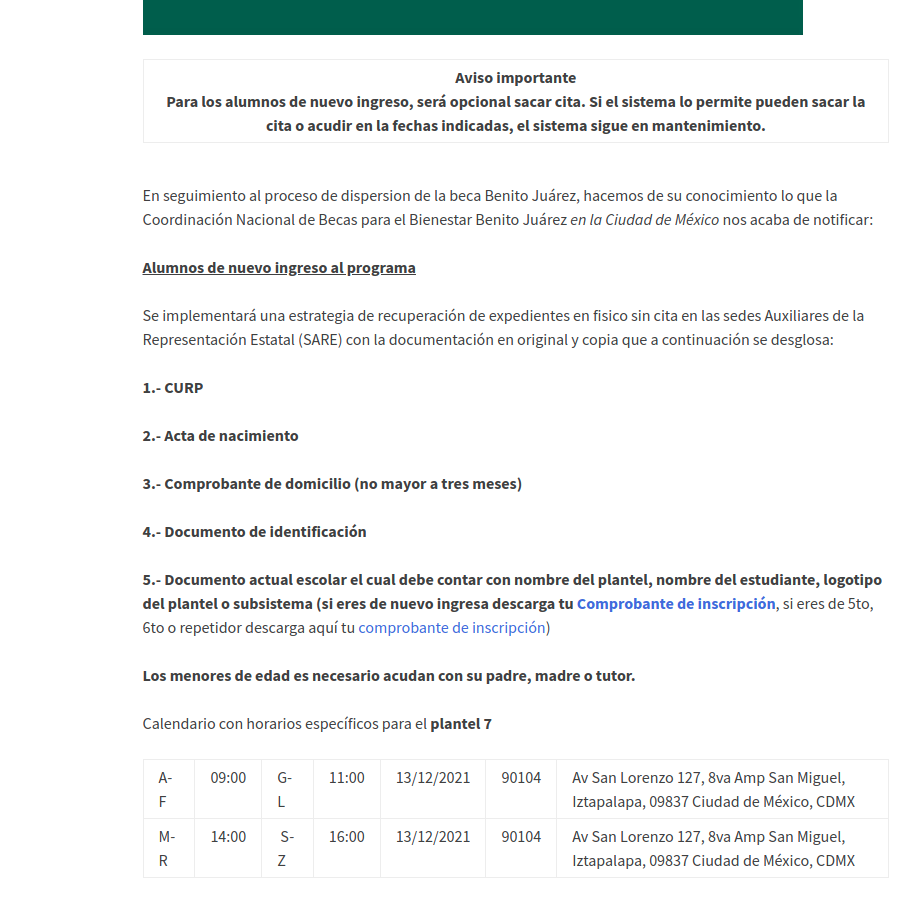 Aviso importante
Para los alumnos de nuevo ingreso, será opcional sacar cita. Si el sistema lo permite pueden sacar la
cita o acudir en la fechas indicadas, el sistema sigue en mantenimiento.
En seguimiento al proceso de dispersion de la beca Benito Juárez, hacemos de su conocimiento lo que la
Coordinación Nacional de Becas para el Bienestar Benito Juárez en la Ciudad de México nos acaba de notificar:
Alumnos de nuevo ingreso al programa
Se implementará una estrategia de recuperación de expedientes en fisico sin cita en las sedes Auxiliares de la
Representación Estatal (SARE) con la documentación en original y copia que a continuación se desglosa:
1.- CURP
2.- Acta de nacimiento
3.- Comprobante de domicilio (no mayor a tres meses)
4.- Documento de identificación
5.- Documento actual escolar el cual debe contar con nombre del plantel, nombre del estudiante, logotipo
del plantel o subsistema (si eres de nuevo ingresa descarga tu Comprobante de inscripción, si eres de 5to,
6to o repetidor descarga aquí tu comprobante de inscripción)
Los menores de edad es necesario acudan con su padre, madre o tutor.
Calendario con horarios específicos para el plantel 7
A- 09:00 G- 11:00 13/12/2021 90104 Av San Lorenzo 127, 8va Amp San Miguel,
F L Iztapalapa, 09837 Ciudad de México, CDMX
M- 14:00 S- 16:00 13/12/2021 90104 Av San Lorenzo 127, 8va Amp San Miguel,
R Z Iztapalapa, 09837 Ciudad de México, CDMX